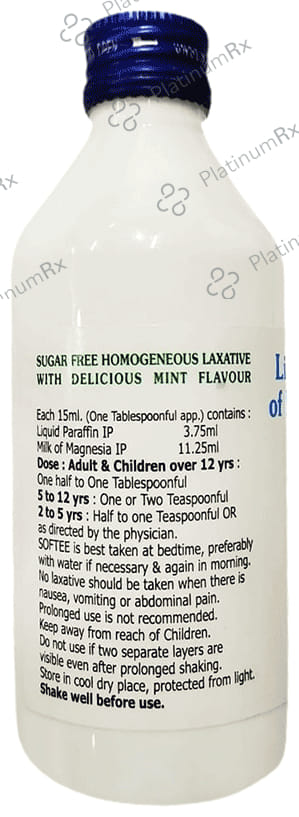 PlatinumRx
PlatinumRx
PlatinumRx
SUGAR FREE HOMOGENEOUS LAXATIVE
WITH DELICIOUS MINT FLAVOUR
Each 15ml. (One Tablespoonful app.) contains :
Liquid Paraffin IP 3.75ml
Milk of Magnesia IP 11.25ml
Dose : Adult & Children over 12 yrs :
One half to One Tablespoonful
5 to 12 yrs : One or Two Teaspoonful
2 to 5 yrs : Half to one Teaspoonful OR
as directed by the physician.
SOFTEE is best taken at bedtime, preferably
with water if necessary & again in morning.
No laxative should be taken when there is
nausea, vomiting or abdominal pain.
Prolonged use is not recommended.
Keep away from reach of Children.
Do not use if two separate layers are
visible even after prolonged shaking.
Store in cool dry place, protected from light.
Shake well before use.
Li
of